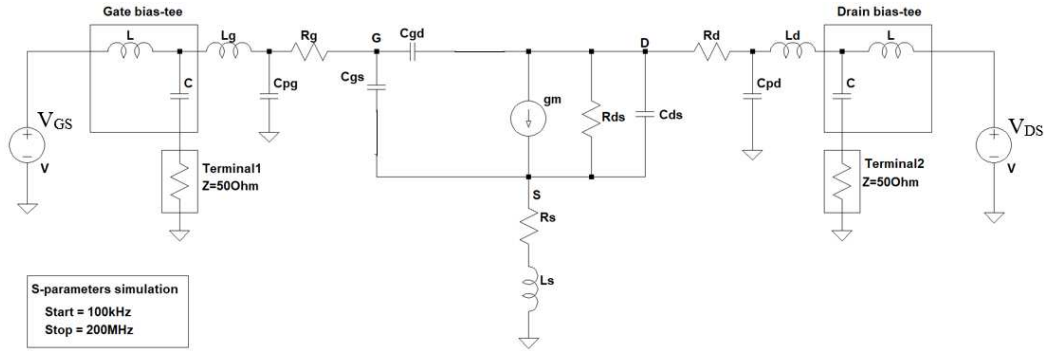 Gate bias-tee
Drain bias-tee
L
Lg
Rg
G
Cgd
D
Rd
Ld
L
C
Cpg
Cgs
gm
Rds
Cds
Cpd
C
VGS
V
VDS
V
Terminal1
Z=50Ohm
Terminal2
Z=50Ohm
S
Rs
Ls
S-parameters simulation
Start = 100kHz
Stop = 200MHz